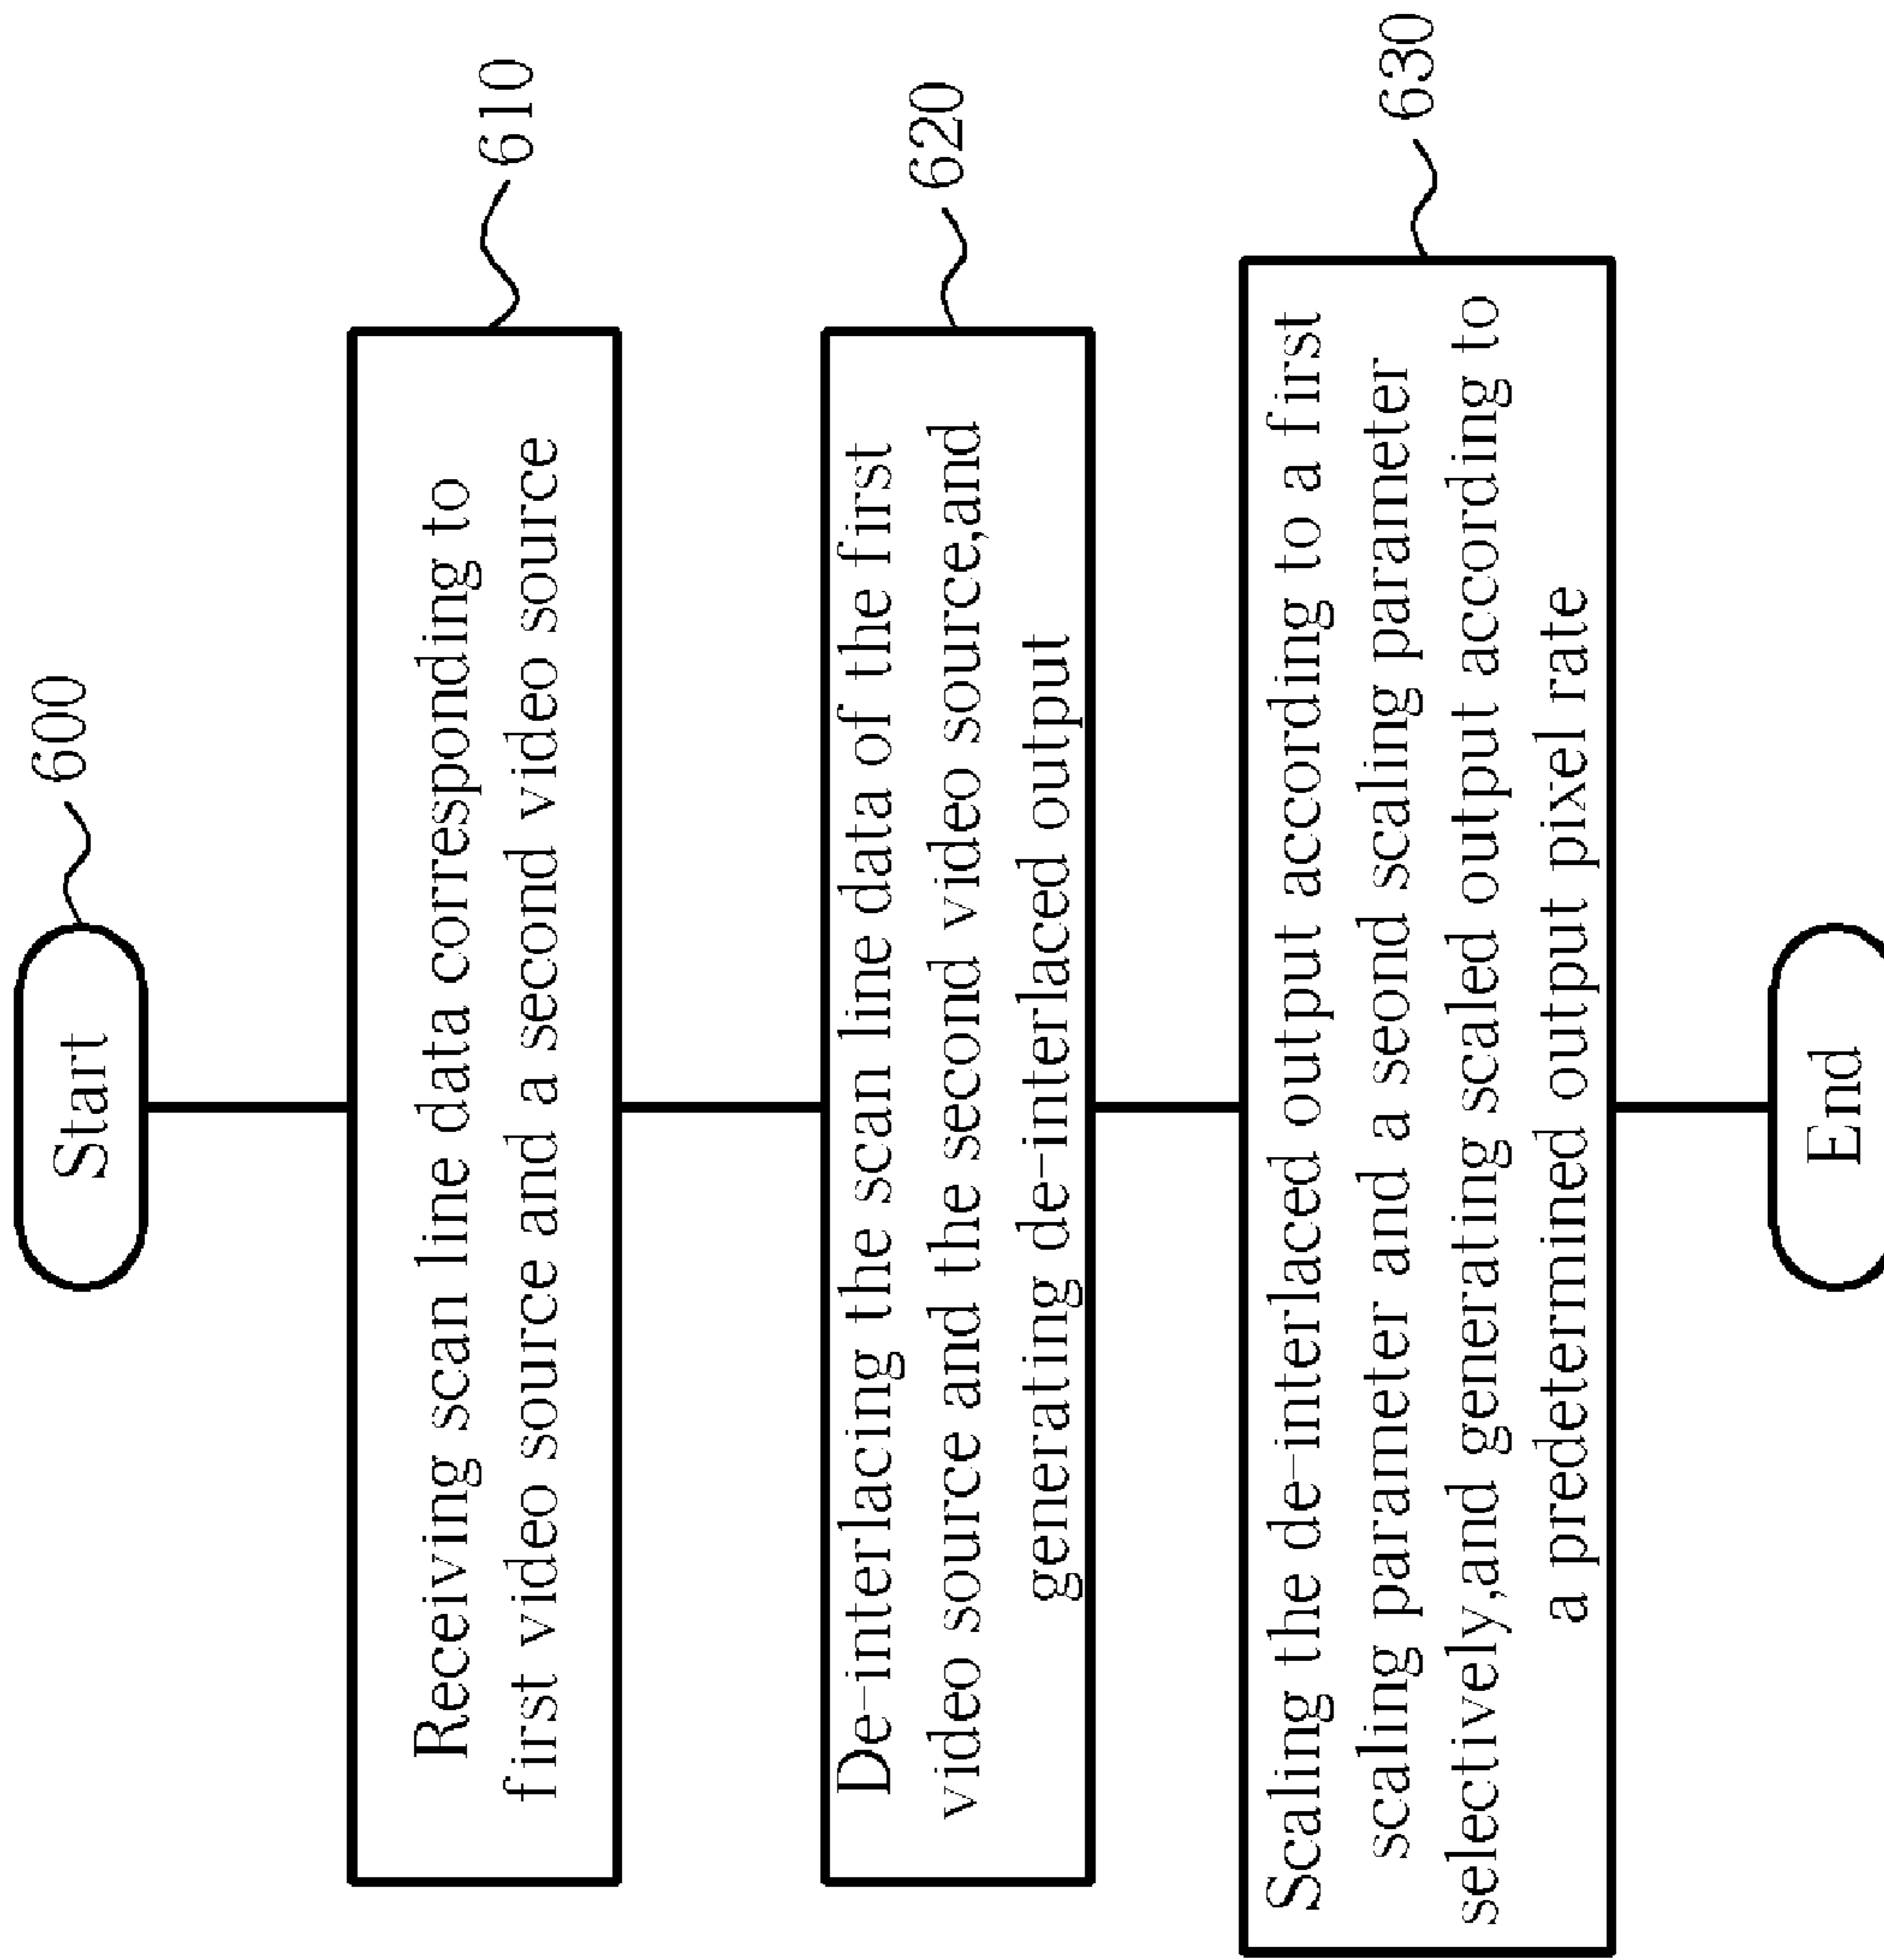 Start
600
Receiving scan line data corresponding to
first video source and a second video source
610
De-interlacing the scan line data of the first
video source and the second video source,and
generating de-interlaced output
620
Scaling the de-interlaced output according to a first
scaling parameter and a seond scaling parameter
selectively,and generating scaled output according to
a predetermined output pixel rate
630
End